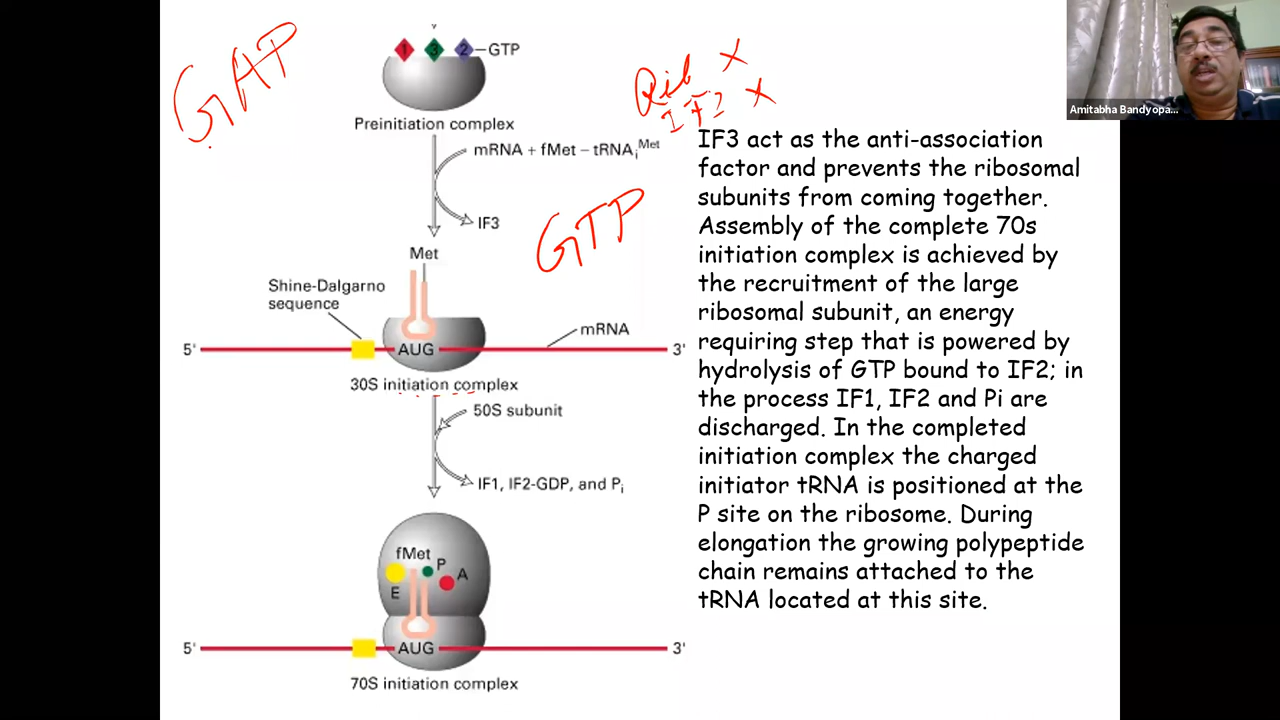 GAP
1 3 2 -GTP
Preinitiation complex
mRNA + fMet – tRNAiMet
IF3
GTP
Met
Shine-Dalgarno
sequence
mRNA
5' AUG 3'
30S initiation complex
50S subunit
IF1, IF2-GDP, and Pi
fMet
P
A
E
5' AUG 3'
70S initiation complex
Rib X
IF2 X
IF3 act as the anti-association
factor and prevents the ribosomal
subunits from coming together.
Assembly of the complete 70s
initiation complex is achieved by
the recruitment of the large
ribosomal subunit, an energy
requiring step that is powered by
hydrolysis of GTP bound to IF2; in
the process IF1, IF2 and Pi are
discharged. In the completed
initiation complex the charged
initiator tRNA is positioned at the
P site on the ribosome. During
elongation the growing polypeptide
chain remains attached to the
tRNA located at this site.
Amitabha Bandyopa...